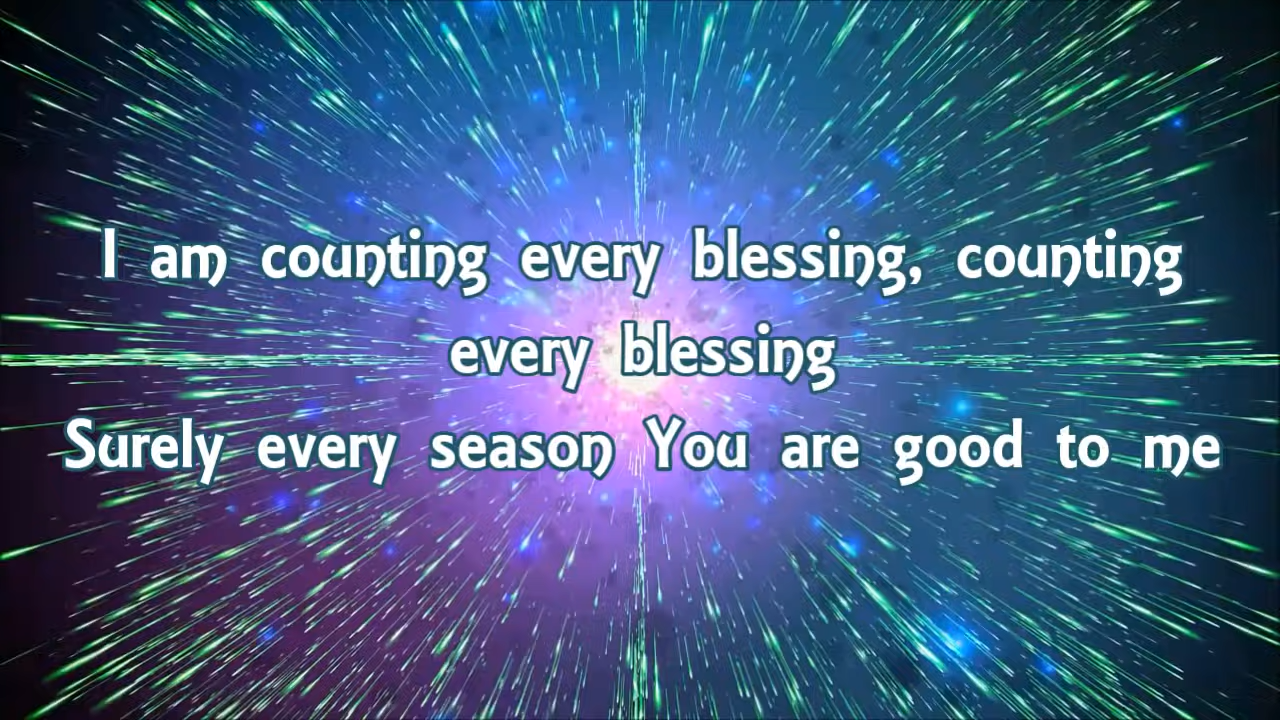 I am counting every blessing, counting
every blessing
Surely every season You are good to me